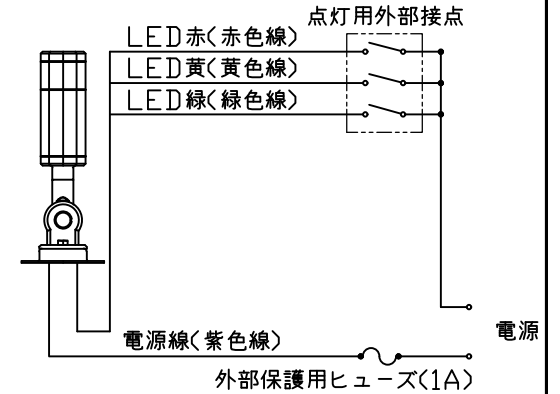 点灯用外部接点
LED赤(赤色線)
LED黄(黄色線)
LED緑(緑色線)
電源
電源線(紫色線)
外部保護用ヒューズ(1A)